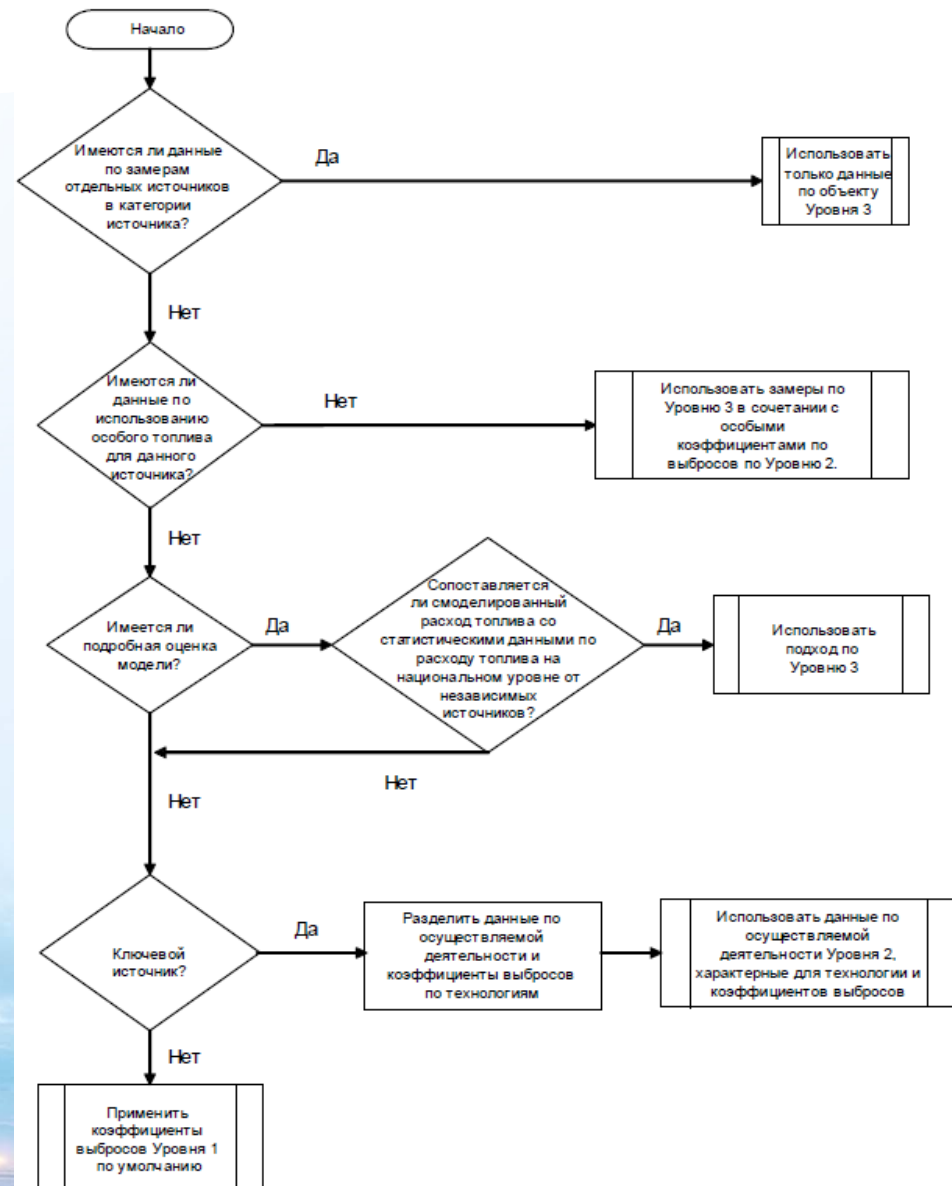 Начало
Имеются ли данные
по замерам
отдельных источников
в категории
источника?
Да
Использовать
только данные
по объекту
Уровня 3
Нет
Имеются ли
данные по
использованию
особого топлива
для данного
источника?
Нет
Использовать замеры по
Уровню 3 в сочетании с
особыми
коэффициентами по
выбросов по Уровню 2.
Нет
Имеется ли
подробная оценка
модели?
Да
Сопоставляется
ли смоделированный
расход топлива со
статистическими данными по
расходу топлива на
национальном уровне от
независимых
источников?
Да
Использовать
подход по
Уровню 3
Нет
Нет
Ключевой
источник?
Да
Разделить данные по
осуществляемой
деятельности и
коэффициенты выбросов
по технологиям
Использовать данные по
осуществляемой
деятельности Уровня 2,
характерные для технологии и
коэффициентов выбросов
Нет
Применить
коэффициенты
выбросов Уровня 1
по умолчанию